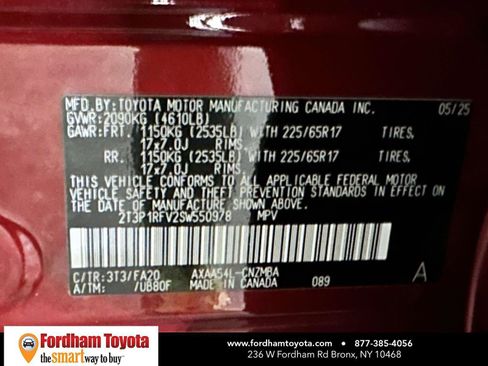 MFD.BY:TOYOTA MOTOR MANUFACTURING CANADA INC. 05/25
GVWR:2090KG (4610LB)
GAWR:FRT. 1150KG (2535LB) WITH 225/65R17 TIRES,
17x7.0J RIMS,
RR. 1150KG (2535LB) WITH 225/65R17 TIRES,
17x7.0J RIMS,
THIS VEHICLE CONFORMS TO ALL APPLICABLE FEDERAL MOTOR
VEHICLE SAFETY AND THEFT PREVENTION STANDARDS IN EFFECT ON
THE DATE OF MANUFACTURE SHOWN ABOVE.
2T3P1RFV2SW550978 MPV
C/TR:3T3/FA20 AXAA54L-CNZMBA
A/TM: /UB80F MADE IN CANADA 089 A
Fordham Toyota
the smart way to buy™
www.fordhamtoyota.com • 877-385-4056
236 W Fordham Rd Bronx, NY 10468